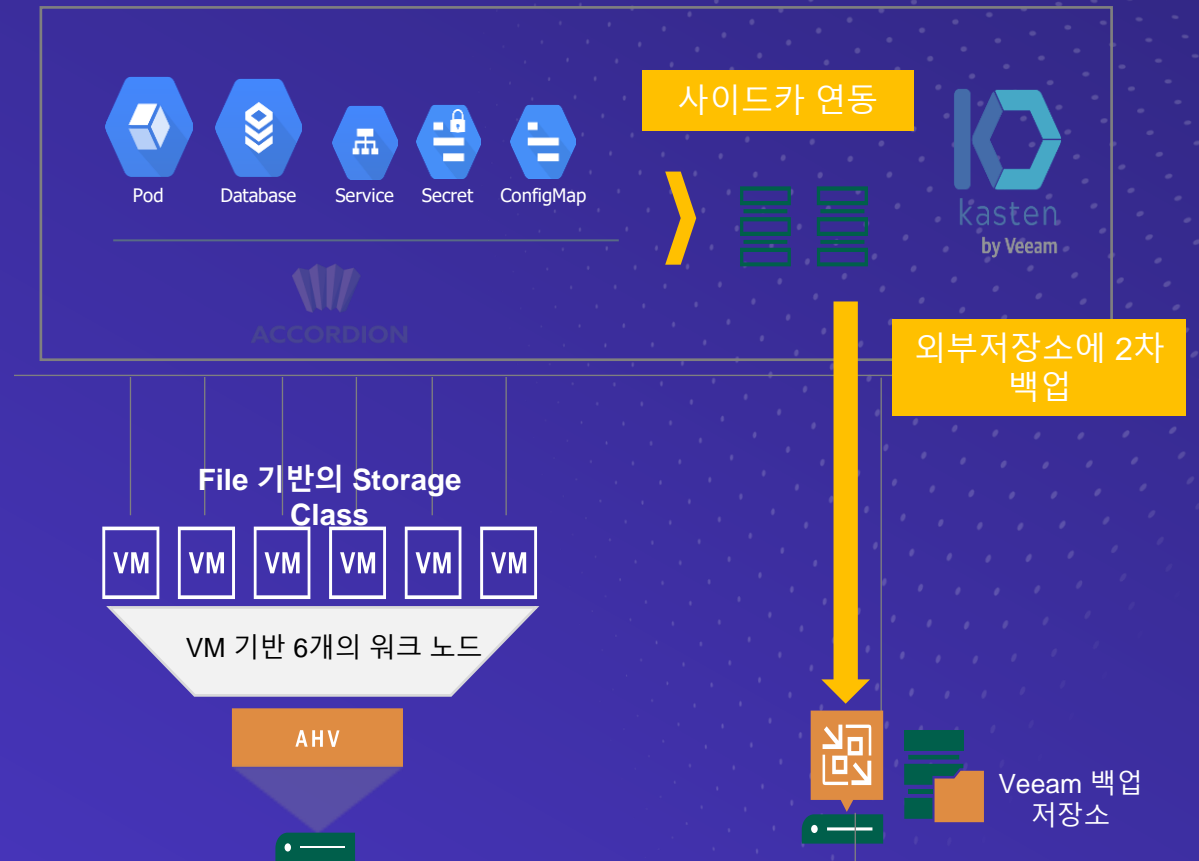 사이드카 연동
Pod
Database
Service
Secret
ConfigMap
kasten
by Veeam
ACCORDION
외부저장소에 2차
백업
File 기반의 Storage
Class
VM
VM
VM
VM
VM
VM
VM 기반 6개의 워크 노드
AHV
Veeam 백업
저장소